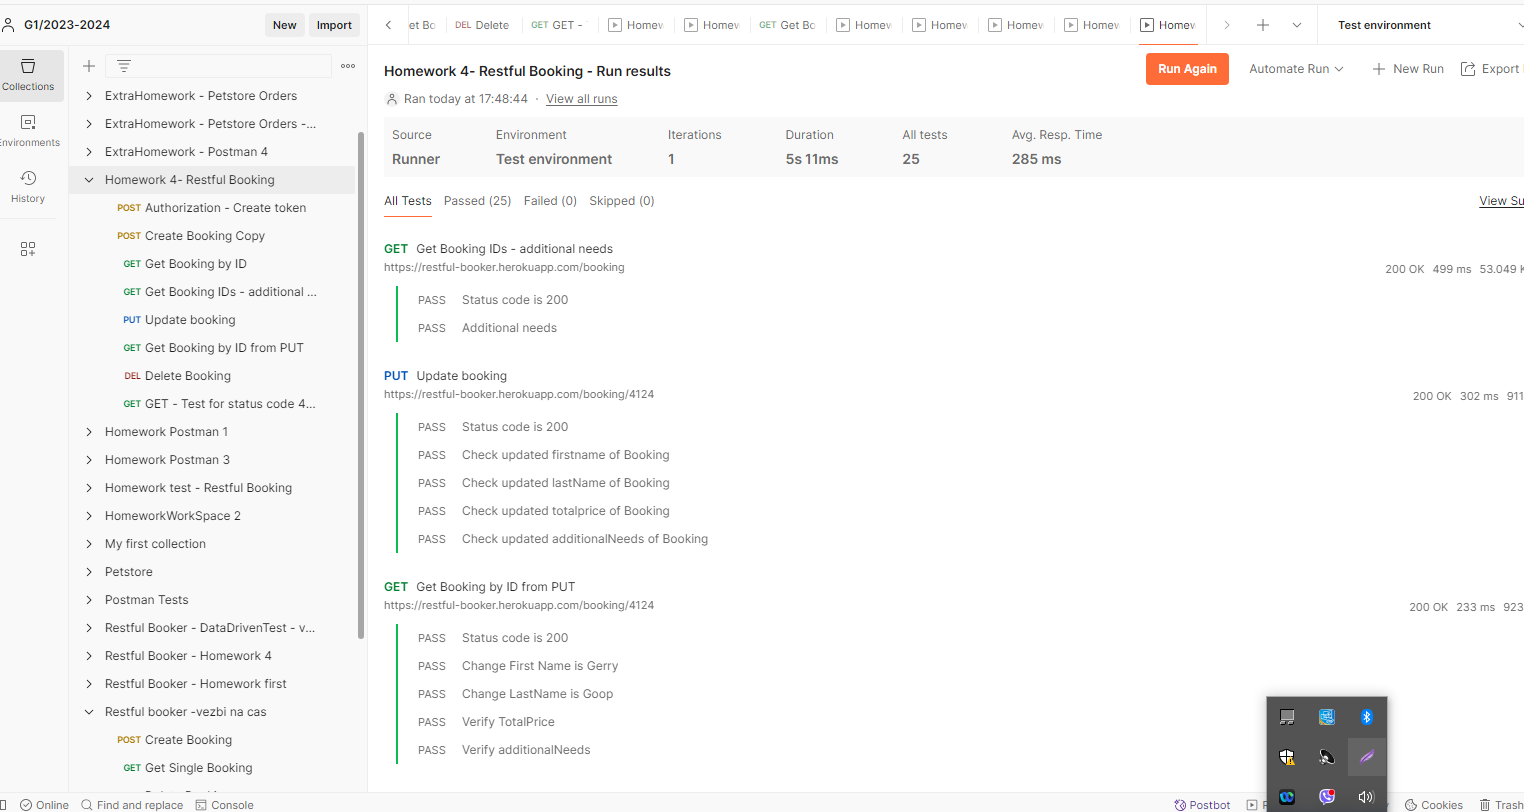 G1/2023-2024
New
Import
et Bo
DEL Delete
GET GET -
Homew
Homew
GET Get Bo
Homew
Homew
Homew
Homew
Homew
Test environment
Collections
Environments
History
ExtraHomework - Petstore Orders
ExtraHomework - Petstore Orders -...
ExtraHomework - Postman 4
Homework 4- Restful Booking
POST Authorization - Create token
POST Create Booking Copy
GET Get Booking by ID
GET Get Booking IDs - additional ...
PUT Update booking
GET Get Booking by ID from PUT
DEL Delete Booking
GET GET - Test for status code 4...
Homework Postman 1
Homework Postman 3
Homework test - Restful Booking
HomeworkWorkSpace 2
My first collection
Petstore
Postman Tests
Restful Booker - DataDrivenTest - v...
Restful Booker - Homework 4
Restful Booker - Homework first
Restful booker -vezbi na cas
POST Create Booking
GET Get Single Booking
Homework 4- Restful Booking - Run results
Run Again
Automate Run
New Run
Export
Ran today at 17:48:44 · View all runs
Source Environment Iterations Duration All tests Avg. Resp. Time
Runner Test environment 1 5s 11ms 25 285 ms
All Tests Passed (25) Failed (0) Skipped (0)
View Su
GET Get Booking IDs - additional needs
https://restful-booker.herokuapp.com/booking
200 OK 499 ms 53.049 K
PASS Status code is 200
PASS Additional needs
PUT Update booking
https://restful-booker.herokuapp.com/booking/4124
200 OK 302 ms 911
PASS Status code is 200
PASS Check updated firstname of Booking
PASS Check updated lastName of Booking
PASS Check updated totalprice of Booking
PASS Check updated additionalNeeds of Booking
GET Get Booking by ID from PUT
https://restful-booker.herokuapp.com/booking/4124
200 OK 233 ms 923
PASS Status code is 200
PASS Change First Name is Gerry
PASS Change LastName is Goop
PASS Verify TotalPrice
PASS Verify additionalNeeds
Online
Find and replace
Console
Postbot
Cookies
Trash